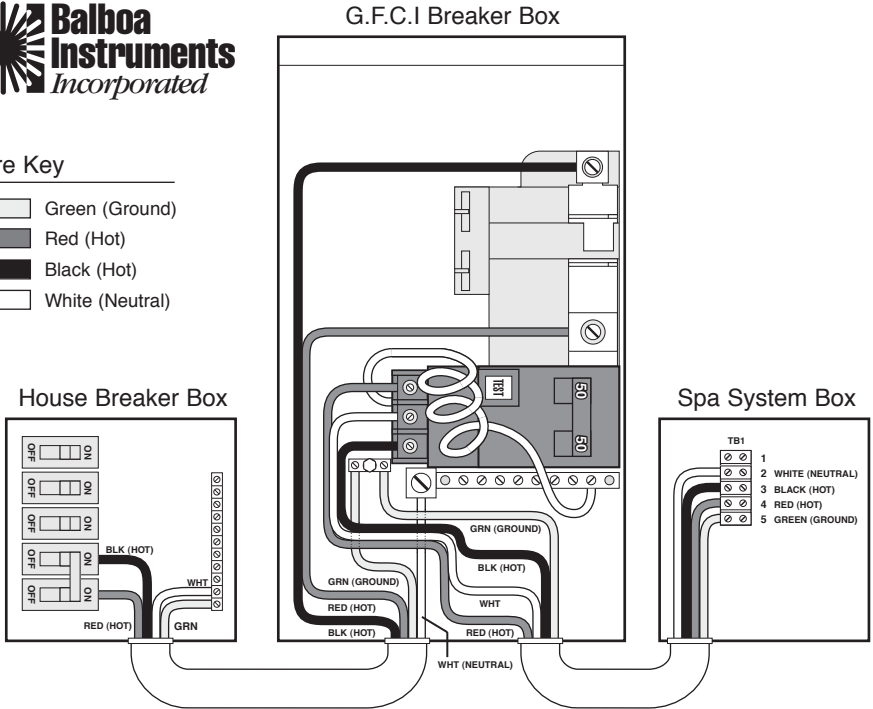 Balboa
Instruments
Incorporated
G.F.C.I Breaker Box
re Key
Green (Ground)
Red (Hot)
Black (Hot)
White (Neutral)
House Breaker Box
OFF ON
OFF ON
OFF ON
OFF ON
OFF ON
BLK (HOT)
WHT
RED (HOT)
GRN
TEST
50
50
GRN (GROUND)
BLK (HOT)
GRN (GROUND)
WHT
RED (HOT)
BLK (HOT)
RED (HOT)
WHT (NEUTRAL)
Spa System Box
TB1
1
2 WHITE (NEUTRAL)
3 BLACK (HOT)
4 RED (HOT)
5 GREEN (GROUND)